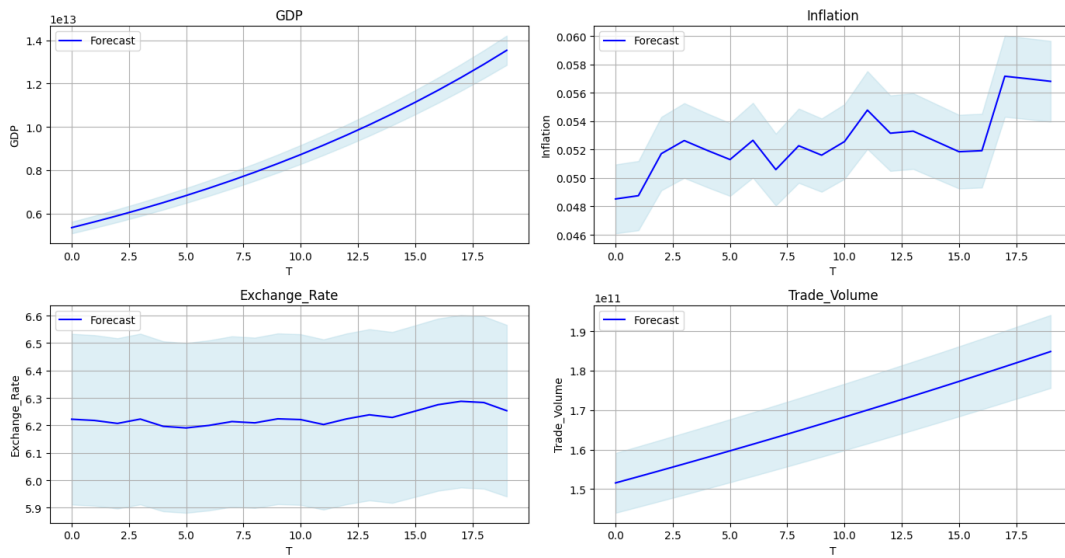 GDP
1e13
Forecast
1.4
1.2
1.0
0.8
0.6
GDP
0.0 2.5 5.0 7.5 10.0 12.5 15.0 17.5
T
Inflation
Forecast
0.060
0.058
0.056
0.054
0.052
0.050
0.048
0.046
Inflation
0.0 2.5 5.0 7.5 10.0 12.5 15.0 17.5
T
Exchange_Rate
Forecast
6.6
6.5
6.4
6.3
6.2
6.1
6.0
5.9
Exchange_Rate
0.0 2.5 5.0 7.5 10.0 12.5 15.0 17.5
T
Trade_Volume
1e11
Forecast
1.9
1.8
1.7
1.6
1.5
Trade_Volume
0.0 2.5 5.0 7.5 10.0 12.5 15.0 17.5
T